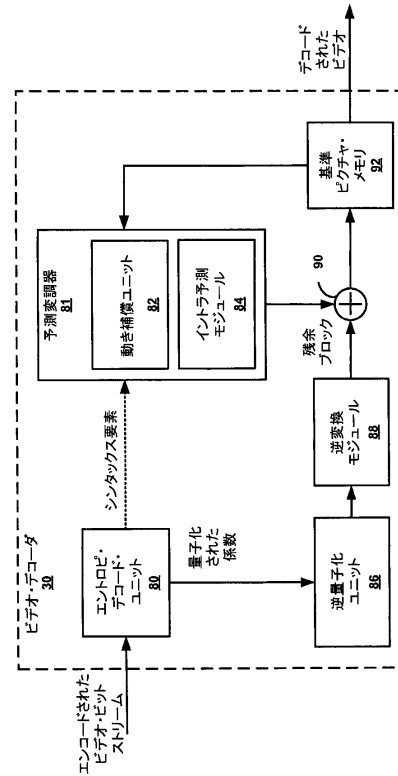 ビデオ・デコーダ
30
エンコードされた
ビデオ・ビット
ストリーム
エントロピ・
デコード・
ユニット
80
シンタックス要素
量子化
された
係数
予測変調器
81
動き補償ユニット
82
イントラ予測
モジュール
84
逆量子化
ユニット
86
逆変換
モジュール
88
残余
ブロック
90
基準
ピクチャ・
メモリ
92
デコード
された
ビデオ